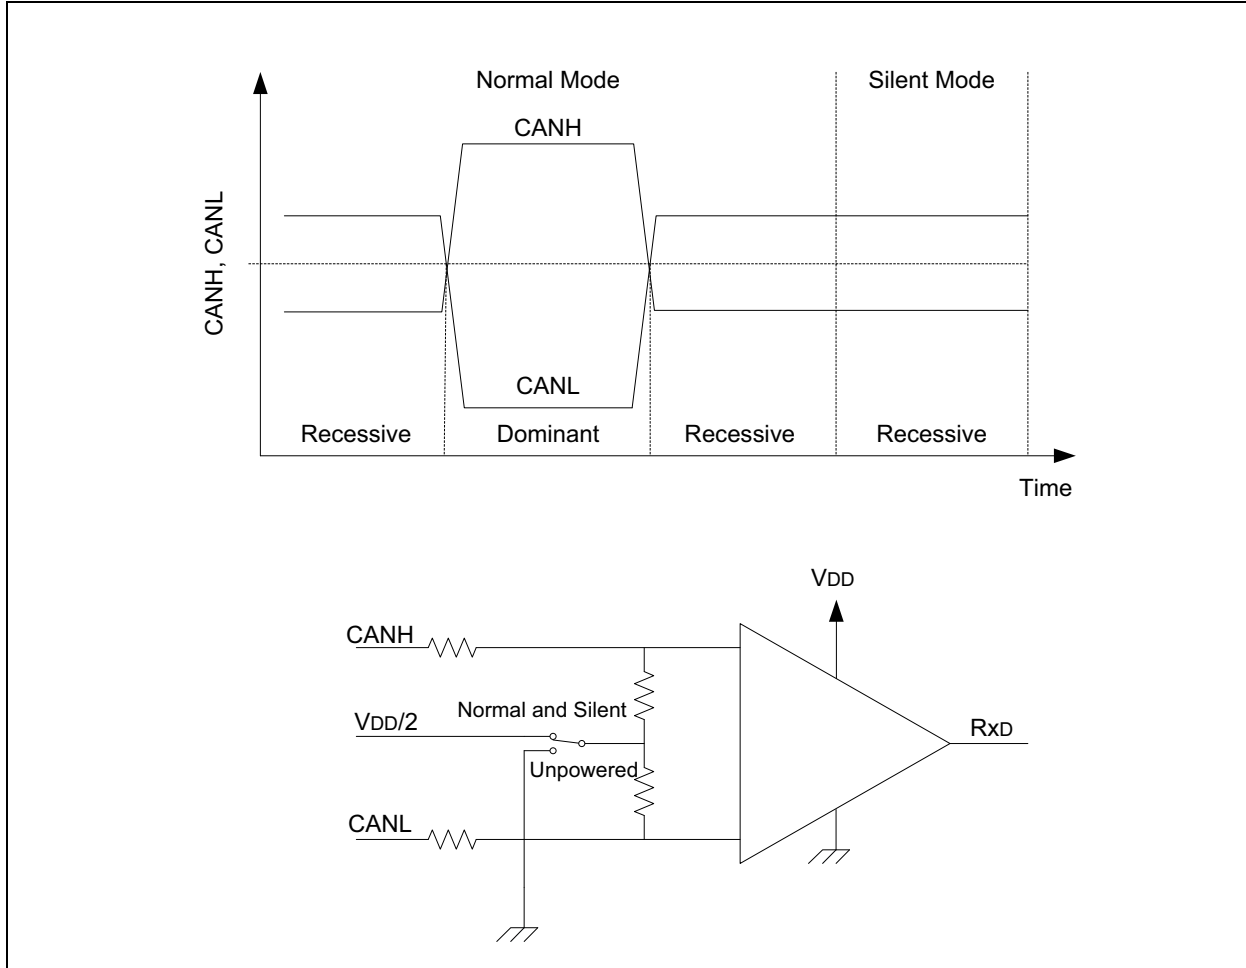 Normal Mode
Silent Mode
CANH
CANH, CANL
CANL
Recessive
Dominant
Recessive
Recessive
Time
VDD
CANH
Normal and Silent
VDD/2
RXD
Unpowered
CANL